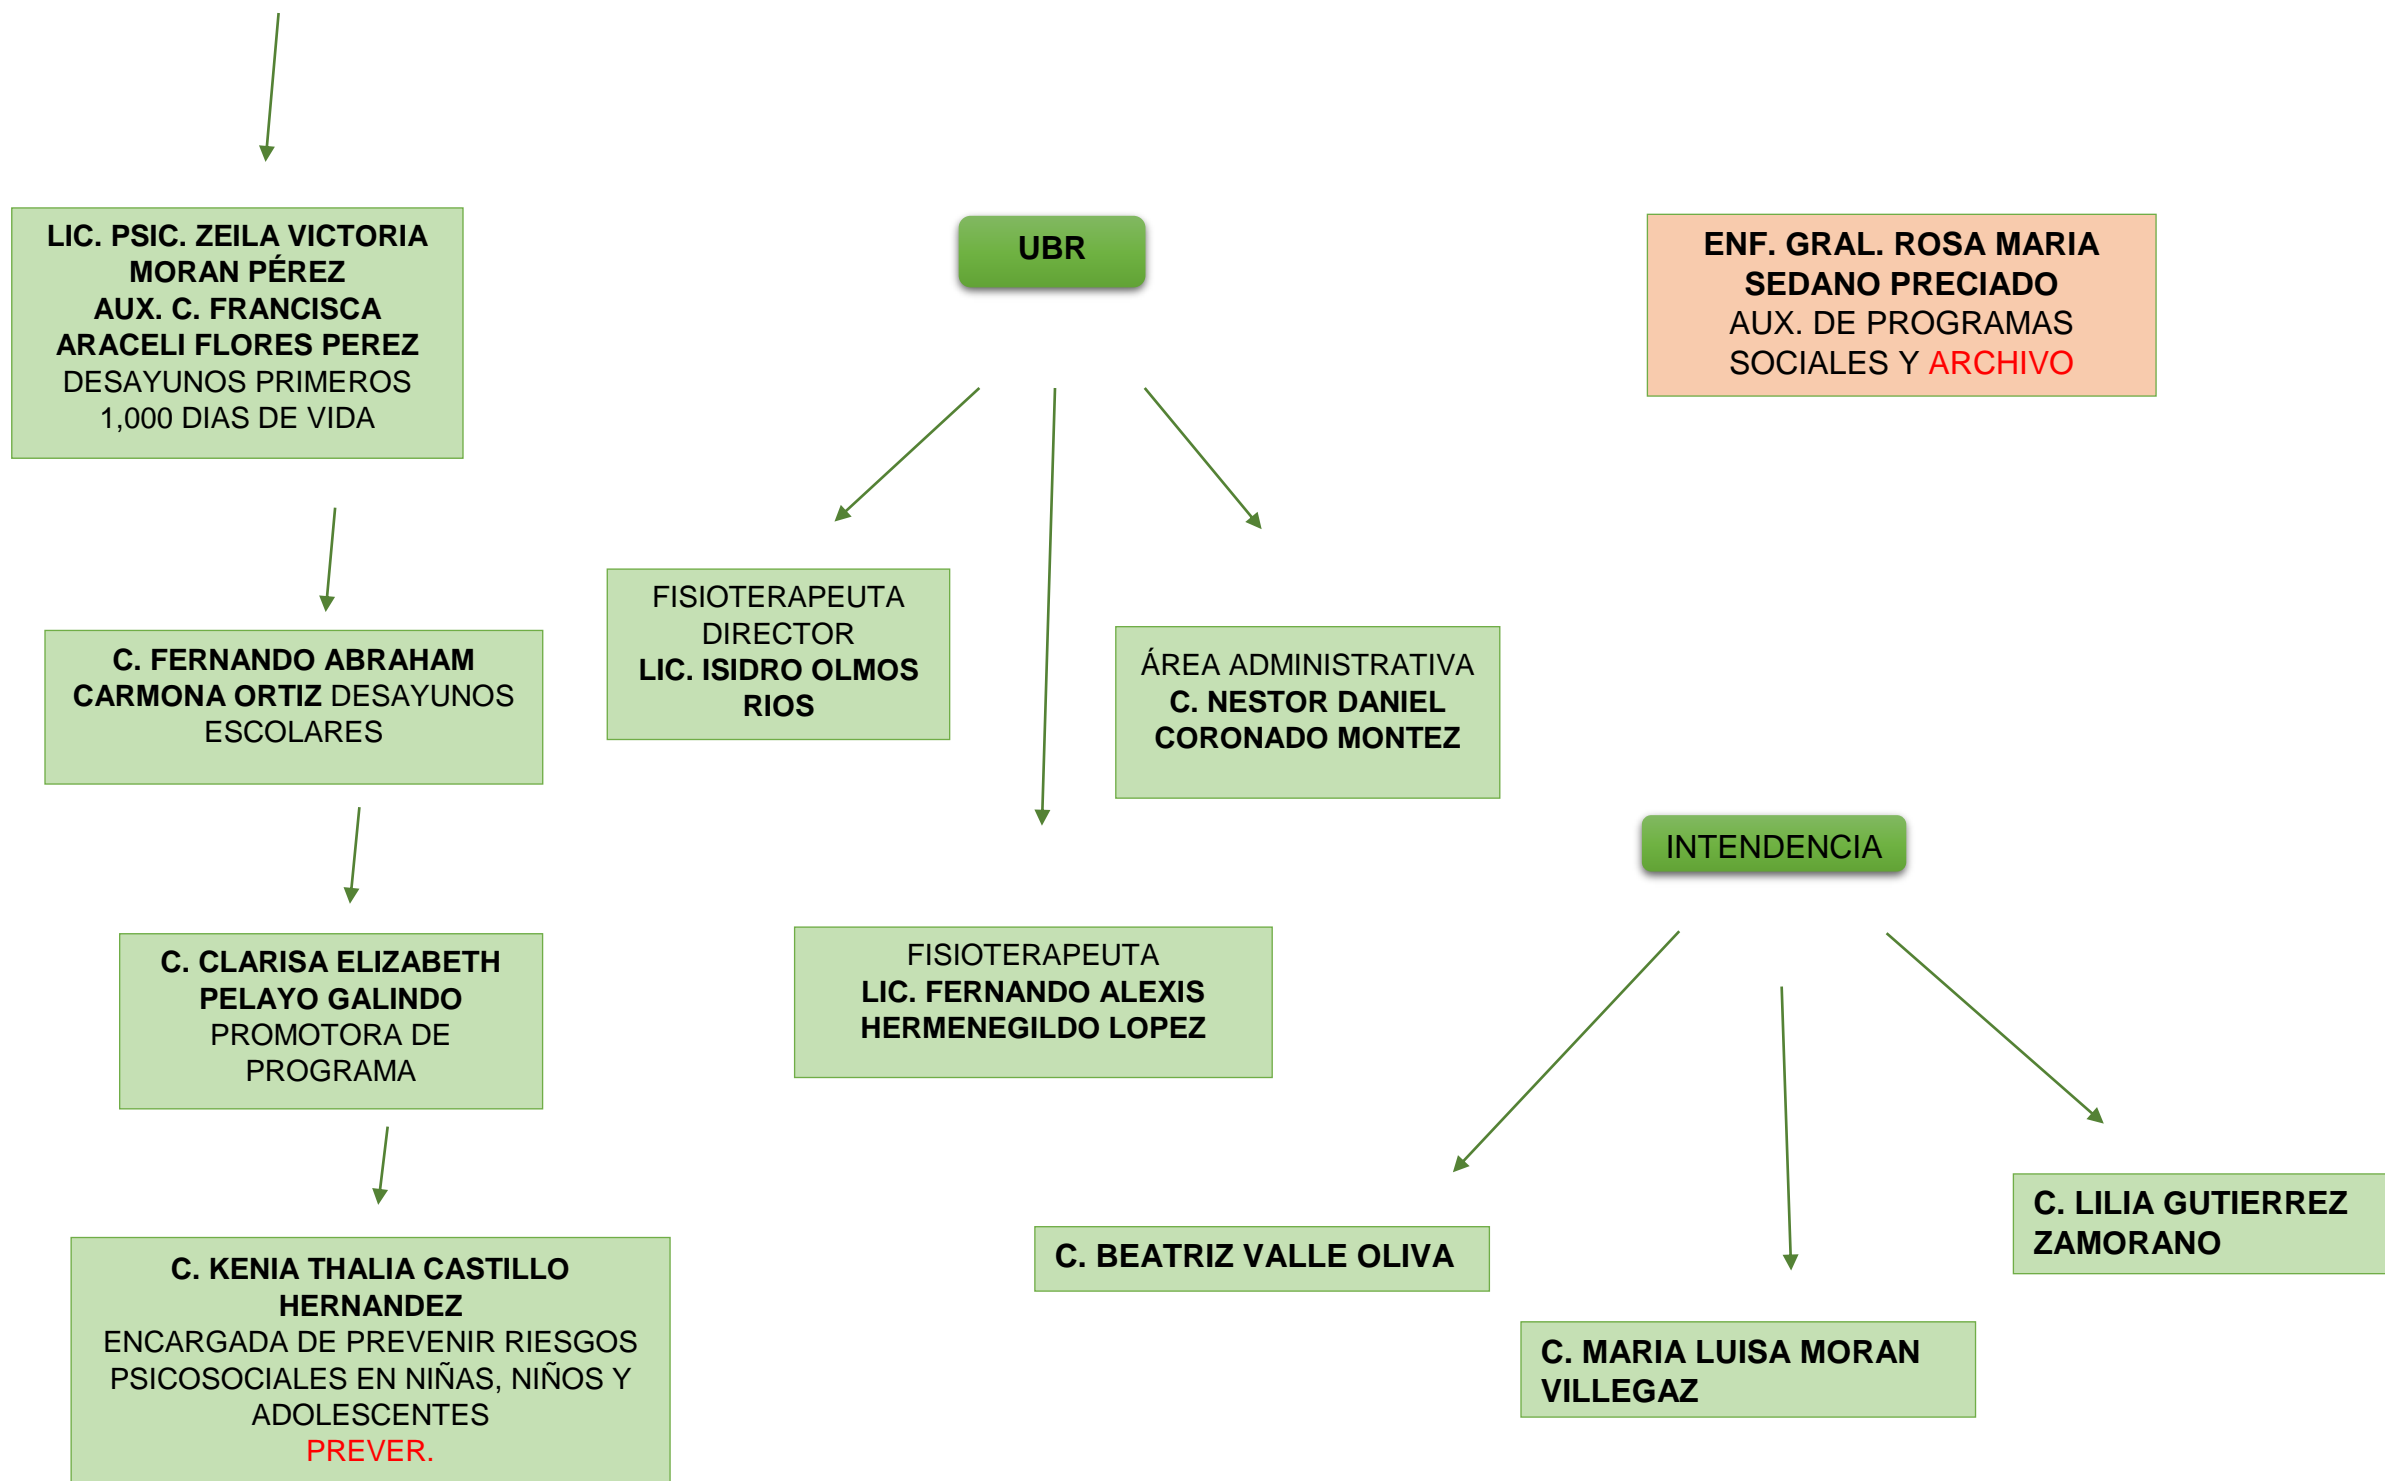 LIC. PSIC. ZEILA VICTORIA
MORAN PÉREZ
AUX. C. FRANCISCA
ARACELI FLORES PEREZ
DESAYUNOS PRIMEROS
1,000 DIAS DE VIDA
UBR
ENF. GRAL. ROSA MARIA
SEDANO PRECIADO
AUX. DE PROGRAMAS
SOCIALES Y ARCHIVO
C. FERNANDO ABRAHAM
CARMONA ORTIZ DESAYUNOS
ESCOLARES
FISIOTERAPEUTA
DIRECTOR
LIC. ISIDRO OLMOS
RIOS
ÁREA ADMINISTRATIVA
C. NESTOR DANIEL
CORONADO MONTEZ
INTENDENCIA
C. CLARISA ELIZABETH
PELAYO GALINDO
PROMOTORA DE
PROGRAMA
FISIOTERAPEUTA
LIC. FERNANDO ALEXIS
HERMENEGILDO LOPEZ
C. KENIA THALIA CASTILLO
HERNANDEZ
ENCARGADA DE PREVENIR RIESGOS
PSICOSOCIALES EN NIÑAS, NIÑOS Y
ADOLESCENTES
PREVER.
C. BEATRIZ VALLE OLIVA
C. MARIA LUISA MORAN
VILLEGAZ
C. LILIA GUTIERREZ
ZAMORANO